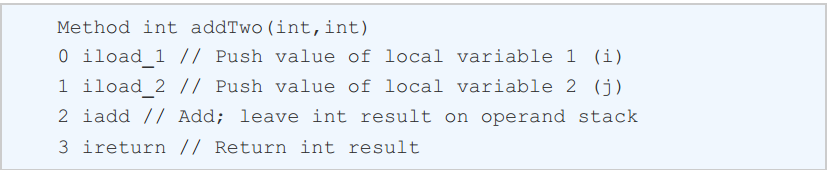 Method int addTwo(int,int)
0 iload_1 // Push value of local variable 1 (i)
1 iload_2 // Push value of local variable 2 (j)
2 iadd // Add; leave int result on operand stack
3 ireturn // Return int result